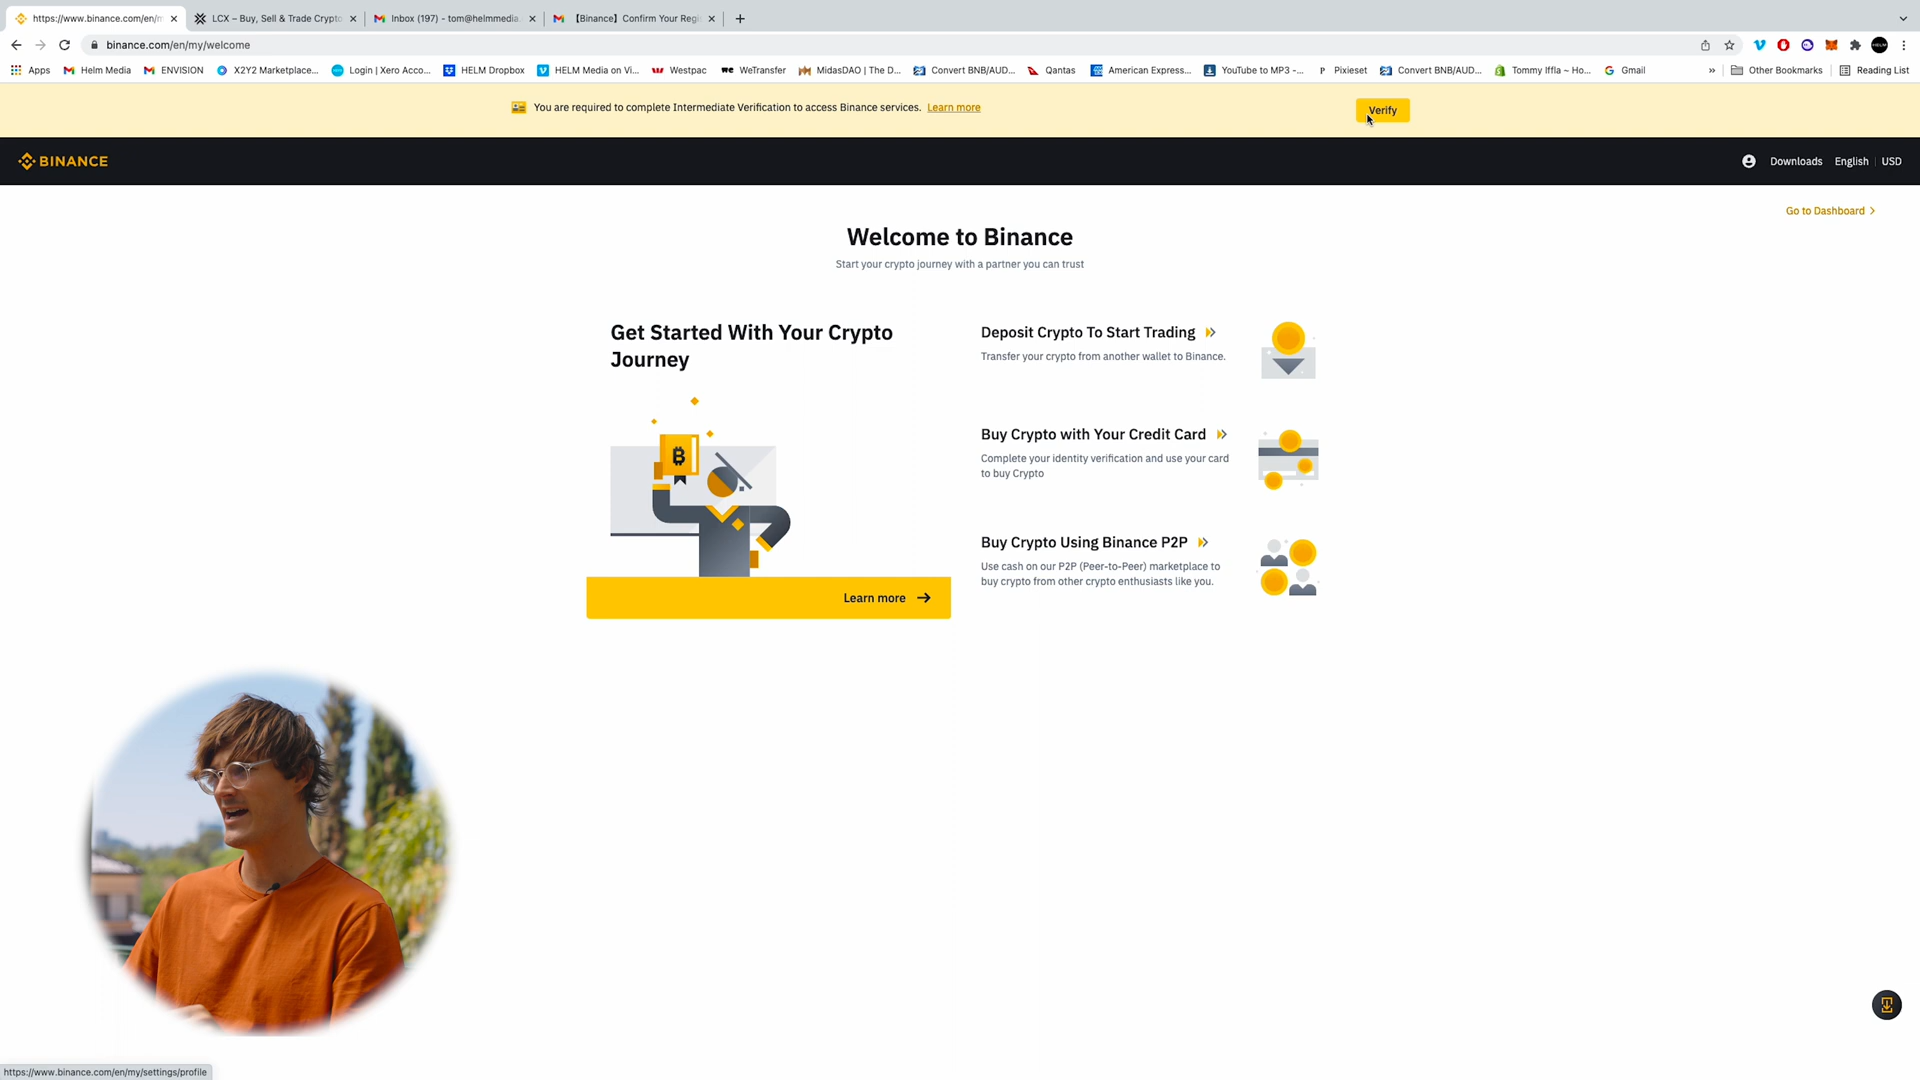 https://www.binance.com/en/m
LCX – Buy, Sell & Trade Crypto
Inbox (197) - tom@helmmedia.
【Binance】Confirm Your Regi
binance.com/en/my/welcome
Apps
Helm Media
ENVISION
X2Y2 Marketplace...
Login | Xero Acco...
HELM Dropbox
HELM Media on Vi...
Westpac
WeTransfer
MidasDAO | The D...
Convert BNB/AUD...
Qantas
American Express...
YouTube to MP3 -...
Pixieset
Convert BNB/AUD...
Tommy Iffla ~ Ho...
Gmail
Other Bookmarks
Reading List
You are required to complete Intermediate Verification to access Binance services. Learn more
Verify
BINANCE
Downloads
English
USD
Go to Dashboard
Welcome to Binance
Start your crypto journey with a partner you can trust
Get Started With Your Crypto
Journey
Learn more
Deposit Crypto To Start Trading
Transfer your crypto from another wallet to Binance.
Buy Crypto with Your Credit Card
Complete your identity verification and use your card
to buy Crypto
Buy Crypto Using Binance P2P
Use cash on our P2P (Peer-to-Peer) marketplace to
buy crypto from other crypto enthusiasts like you.
https://www.binance.com/en/my/settings/profile